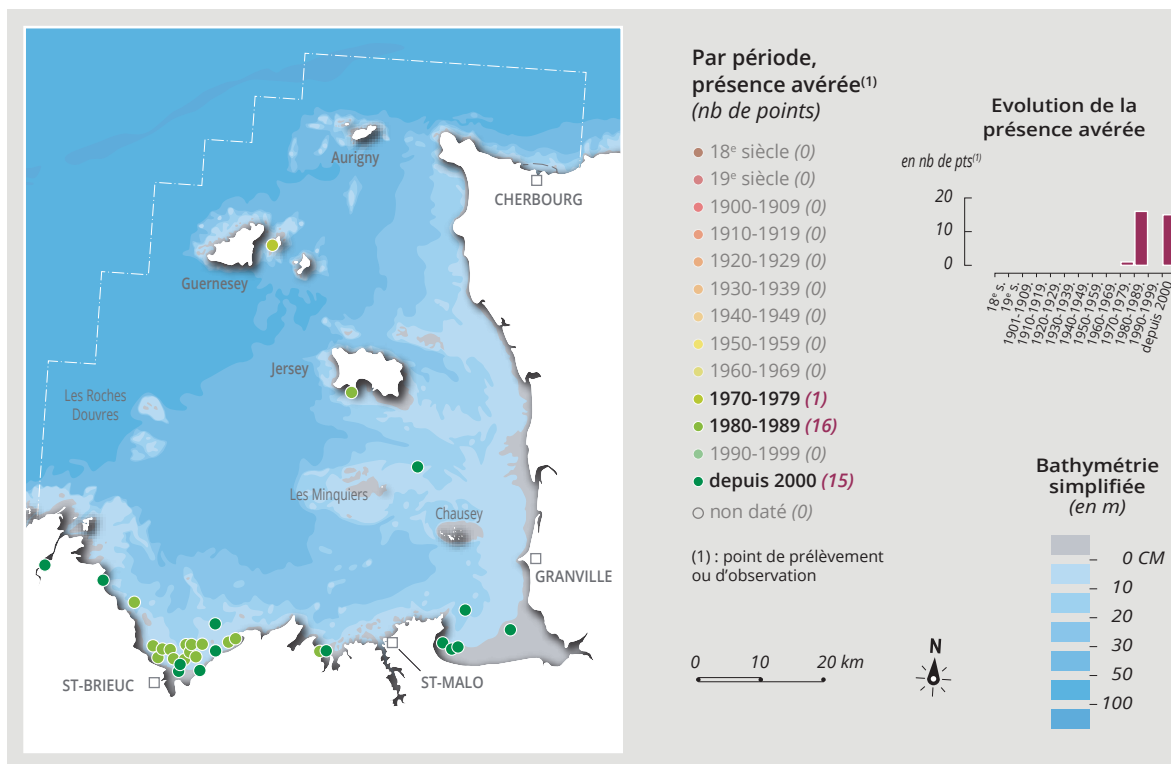 Aurigny
CHERBOURG
Guernesey
Jersey
Les Roches
Douvres
Les Minquiers
Chausey
GRANVILLE
ST-BRIEUC
ST-MALO
Par période,
présence avérée(1)
(nb de points)
18e siècle (0)
19e siècle (0)
1900-1909 (0)
1910-1919 (0)
1920-1929 (0)
1930-1939 (0)
1940-1949 (0)
1950-1959 (0)
1960-1969 (0)
1970-1979 (1)
1980-1989 (16)
1990-1999 (0)
depuis 2000 (15)
non daté (0)
(1) : point de prélèvement
ou d'observation
0 10 20 km
N
Evolution de la
présence avérée
en nb de pts(1)
20
10
0
18e s.
19e s.
1901-1909.
1910-1919.
1920-1929.
1930-1939.
1940-1949.
1950-1959.
1960-1969.
1970-1979.
1980-1989.
1990-1999.
depuis 2000.
Bathymétrie
simplifiée
(en m)
0 CM
10
20
30
50
100